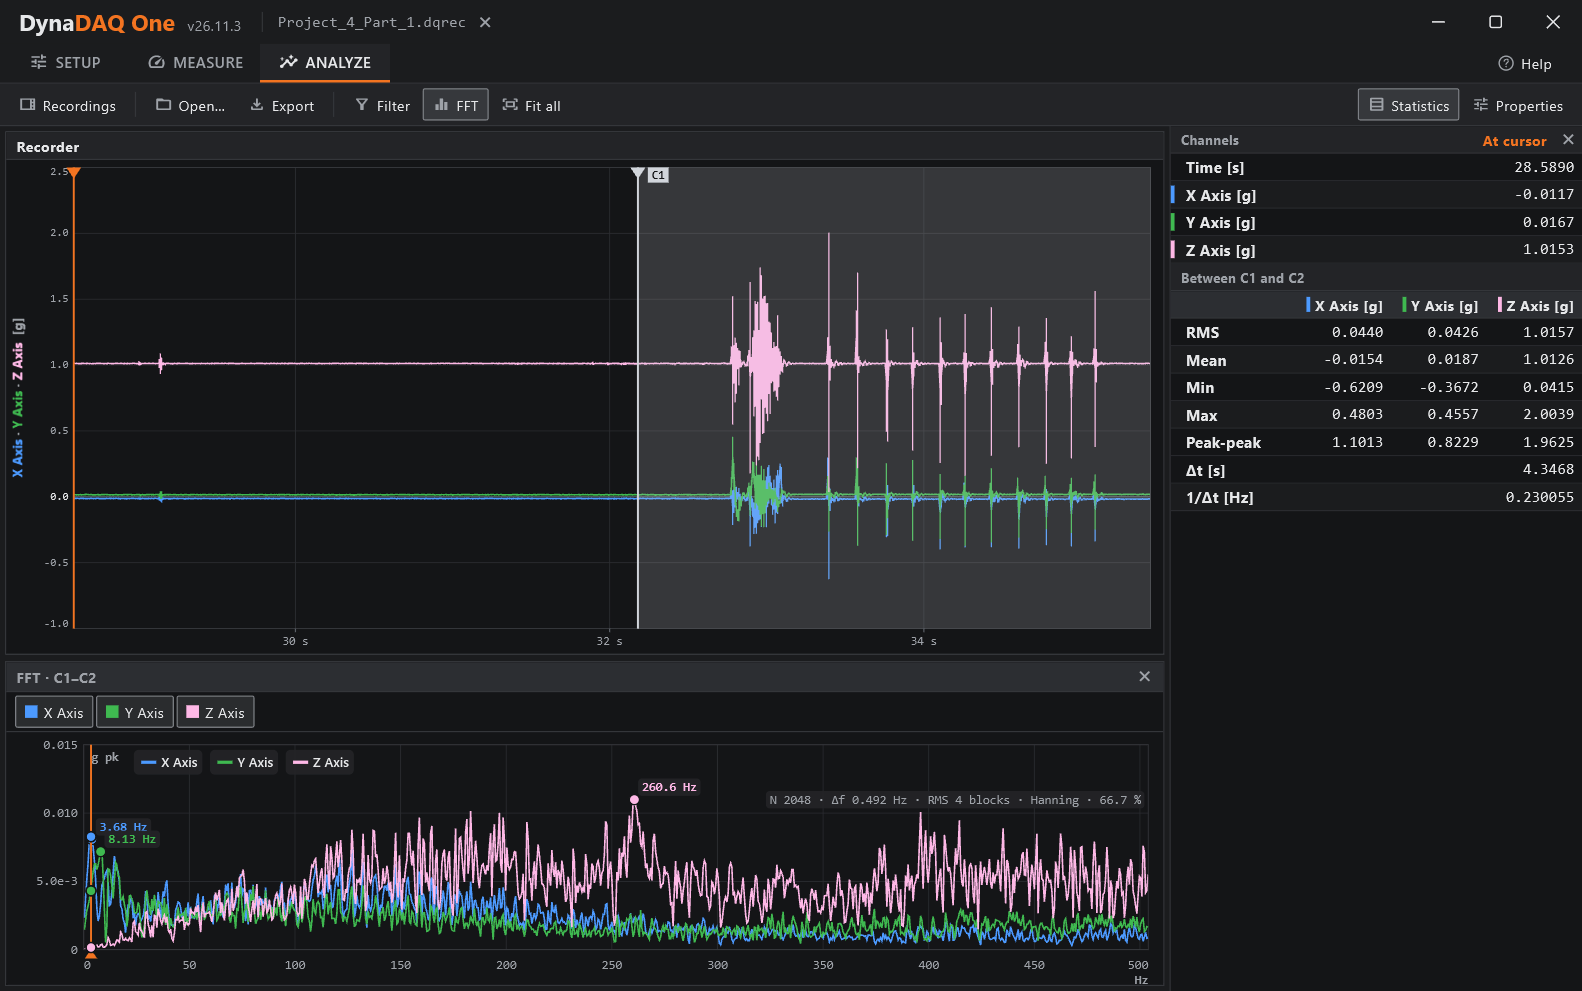 DynaDAQ One v26.11.3 Project_4_Part_1.dqrec
SETUP MEASURE ANALYZE Help
Recordings Open... Export Filter FFT Fit all Statistics Properties
Recorder
2.5
2.0
1.5
1.0
0.5
0.0
-0.5
-1.0
X Axis · Y Axis · Z Axis [g]
C1
30 s 32 s 34 s
FFT · C1–C2
X Axis Y Axis Z Axis
0.015
0.010
5.0e-3
0
g pk
X Axis Y Axis Z Axis
3.68 Hz
8.13 Hz
260.6 Hz
N 2048 · Δf 0.492 Hz · RMS 4 blocks · Hanning · 66.7 %
0 50 100 150 200 250 300 350 400 450 500
Hz
Channels At cursor
Time [s] 28.5890
X Axis [g] -0.0117
Y Axis [g] 0.0167
Z Axis [g] 1.0153
Between C1 and C2
X Axis [g] Y Axis [g] Z Axis [g]
RMS 0.0440 0.0426 1.0157
Mean -0.0154 0.0187 1.0126
Min -0.6209 -0.3672 0.0415
Max 0.4803 0.4557 2.0039
Peak-peak 1.1013 0.8229 1.9625
Δt [s] 4.3468
1/Δt [Hz] 0.230055